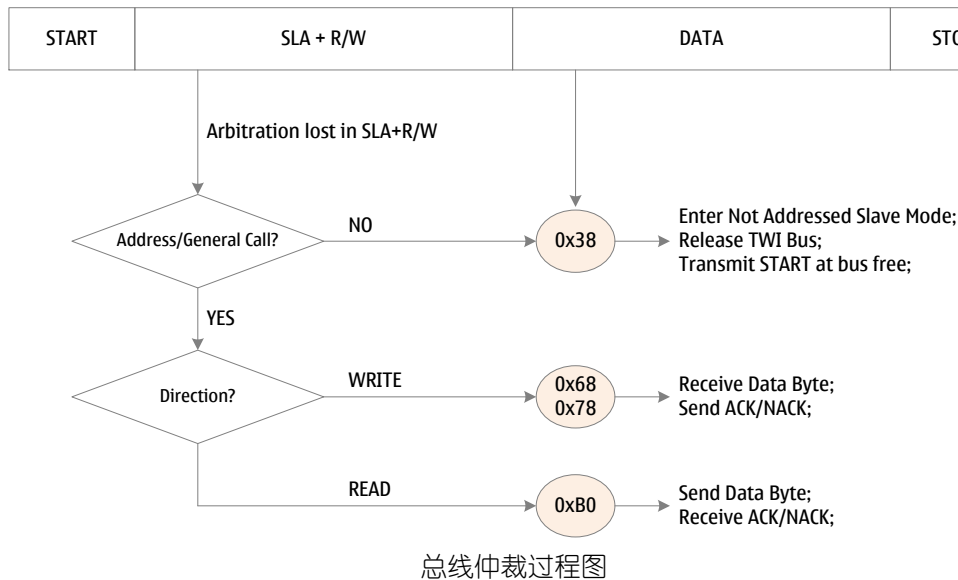 START
SLA + R/W
DATA
STO
Arbitration lost in SLA+R/W
Address/General Call?
NO
0x38
Enter Not Addressed Slave Mode;
Release TWI Bus;
Transmit START at bus free;
YES
Direction?
WRITE
0x68
0x78
Receive Data Byte;
Send ACK/NACK;
READ
0xB0
Send Data Byte;
Receive ACK/NACK;
总线仲裁过程图